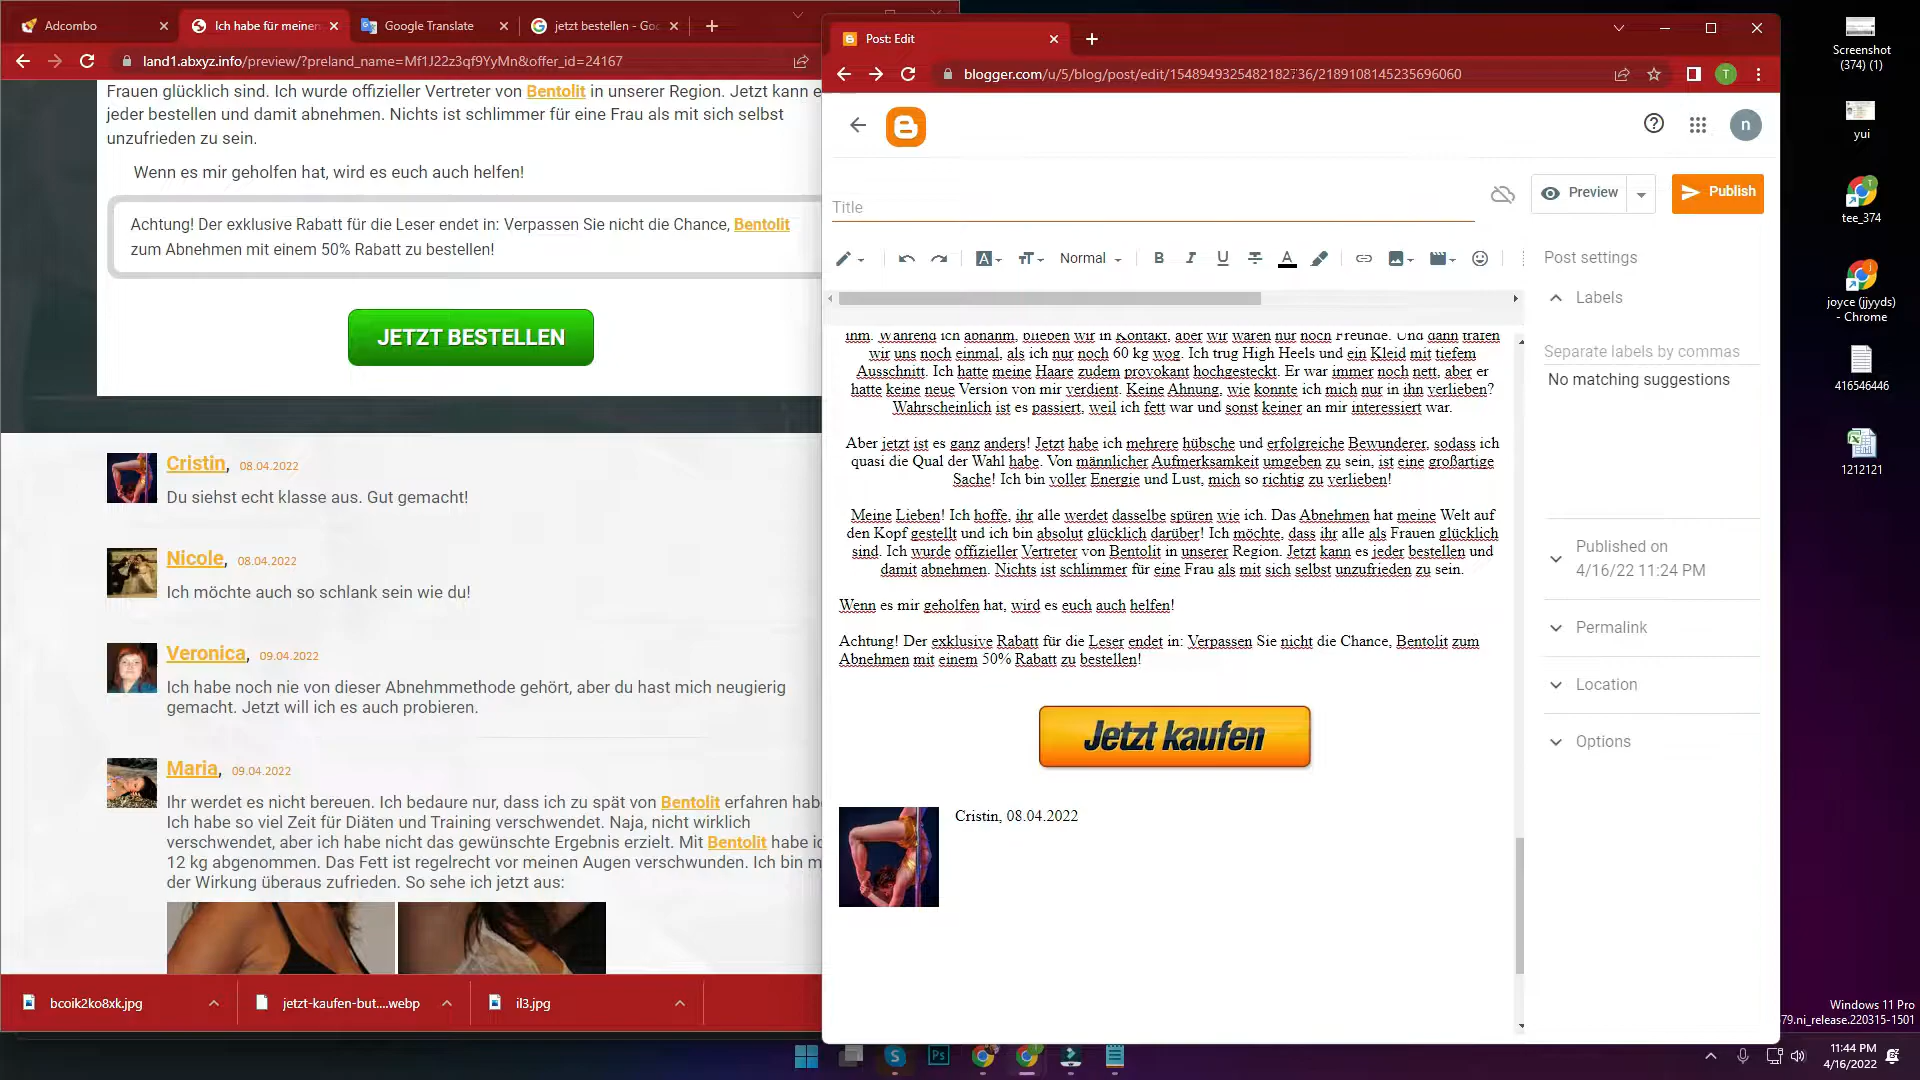 Adcombo
Ich habe für meinen
Google Translate
jetzt bestellen - Goo
Post: Edit
land1.abxyz.info/preview/?preland_name=Mf1J22z3qf9YyMn&offer_id=24167
blogger.com/u/5/blog/post/edit/1548949325482182736/2189108145235696060
T
n
Frauen glücklich sind. Ich wurde offizieller Vertreter von Bentolit in unserer Region. Jetzt kann e
jeder bestellen und damit abnehmen. Nichts ist schlimmer für eine Frau als mit sich selbst
unzufrieden zu sein.
Wenn es mir geholfen hat, wird es euch auch helfen!
Achtung! Der exklusive Rabatt für die Leser endet in: Verpassen Sie nicht die Chance, Bentolit
zum Abnehmen mit einem 50% Rabatt zu bestellen!
JETZT BESTELLEN
Cristin, 08.04.2022
Du siehst echt klasse aus. Gut gemacht!
Nicole, 08.04.2022
Ich möchte auch so schlank sein wie du!
Veronica, 09.04.2022
Ich habe noch nie von dieser Abnehmmethode gehört, aber du hast mich neugierig
gemacht. Jetzt will ich es auch probieren.
Maria, 09.04.2022
Ihr werdet es nicht bereuen. Ich bedaure nur, dass ich zu spät von Bentolit erfahren habe
Ich habe so viel Zeit für Diäten und Training verschwendet. Naja, nicht wirklich
verschwendet, aber ich habe nicht das gewünschte Ergebnis erzielt. Mit Bentolit habe ic
12 kg abgenommen. Das Fett ist regelrecht vor meinen Augen verschwunden. Ich bin m
der Wirkung überaus zufrieden. So sehe ich jetzt aus:
bcoik2ko8xk.jpg
jetzt-kaufen-but....webp
il3.jpg
Title
Preview
Publish
Normal
B I U
ihm. Während ich abnahm, blieben wir in Kontakt, aber wir waren nur noch Freunde. Und dann trafen
wir uns noch einmal, als ich nur noch 60 kg wog. Ich trug High Heels und ein Kleid mit tiefem
Ausschnitt. Ich hatte meine Haare zudem provokant hochgesteckt. Er war immer noch nett, aber er
hatte keine neue Version von mir verdient. Keine Ahnung, wie konnte ich mich nur in ihn verlieben?
Wahrscheinlich ist es passiert, weil ich fett war und sonst keiner an mir interessiert war.
Aber jetzt ist es ganz anders! Jetzt habe ich mehrere hübsche und erfolgreiche Bewunderer, sodass ich
quasi die Qual der Wahl habe. Von männlicher Aufmerksamkeit umgeben zu sein, ist eine großartige
Sache! Ich bin voller Energie und Lust, mich so richtig zu verlieben!
Meine Lieben! Ich hoffe, ihr alle werdet dasselbe spüren wie ich. Das Abnehmen hat meine Welt auf
den Kopf gestellt und ich bin absolut glücklich darüber! Ich möchte, dass ihr alle als Frauen glücklich
sind. Ich wurde offizieller Vertreter von Bentolit in unserer Region. Jetzt kann es jeder bestellen und
damit abnehmen. Nichts ist schlimmer für eine Frau als mit sich selbst unzufrieden zu sein.
Wenn es mir geholfen hat, wird es euch auch helfen!
Achtung! Der exklusive Rabatt für die Leser endet in: Verpassen Sie nicht die Chance, Bentolit zum
Abnehmen mit einem 50% Rabatt zu bestellen!
Jetzt kaufen
Cristin, 08.04.2022
Post settings
Labels
Separate labels by commas
No matching suggestions
Published on
4/16/22 11:24 PM
Permalink
Location
Options
Screenshot
(374) (1)
yui
tee_374
joyce (jjyyds)
- Chrome
416546446
1212121
Windows 11 Pro
79.ni_release.220315-1501
11:44 PM
4/16/2022